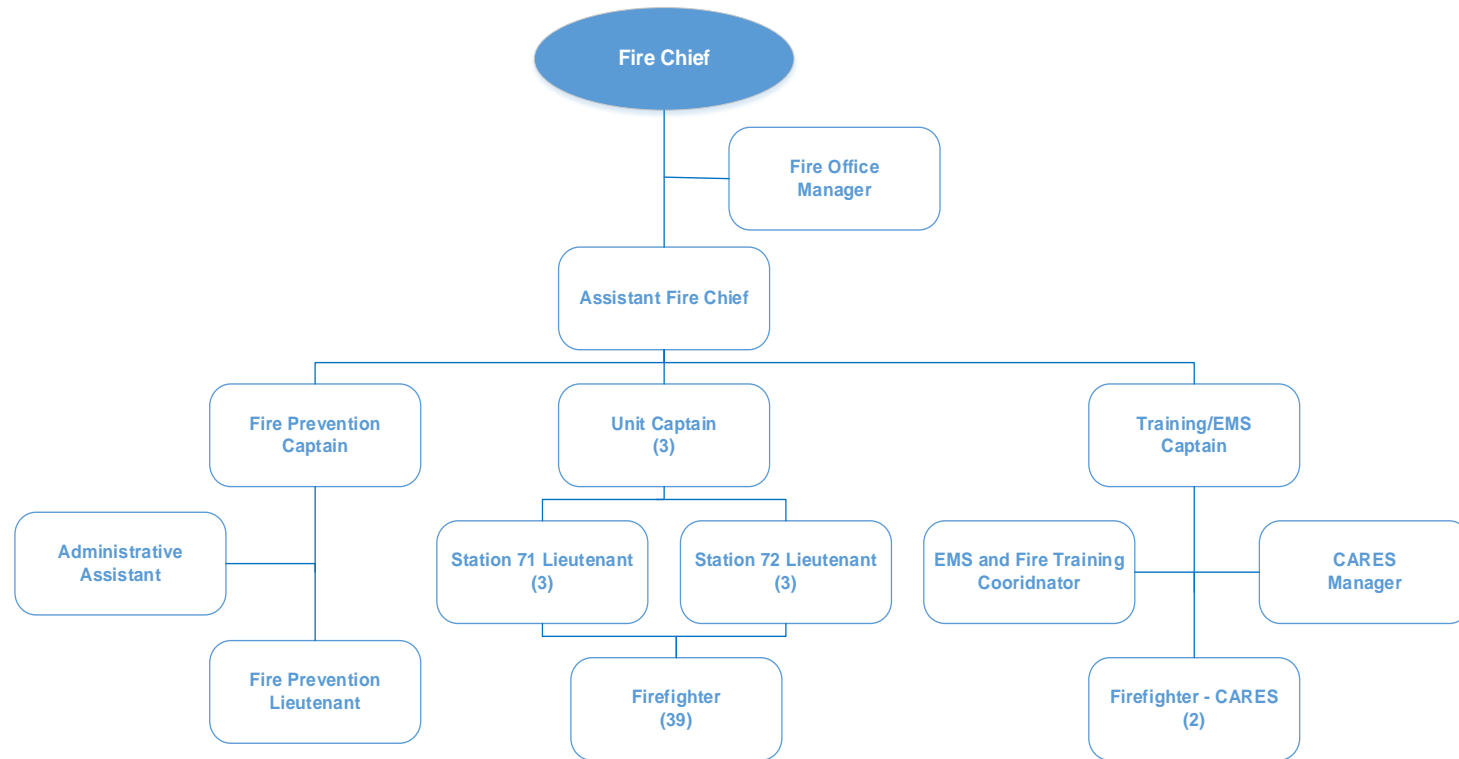 Fire Chief
Fire Office
Manager
Assistant Fire Chief
Fire Prevention
Captain
Unit Captain
(3)
Training/EMS
Captain
Administrative
Assistant
Station 71 Lieutenant
(3)
Station 72 Lieutenant
(3)
EMS and Fire Training
Cooridnator
CARES
Manager
Fire Prevention
Lieutenant
Firefighter
(39)
Firefighter - CARES
(2)